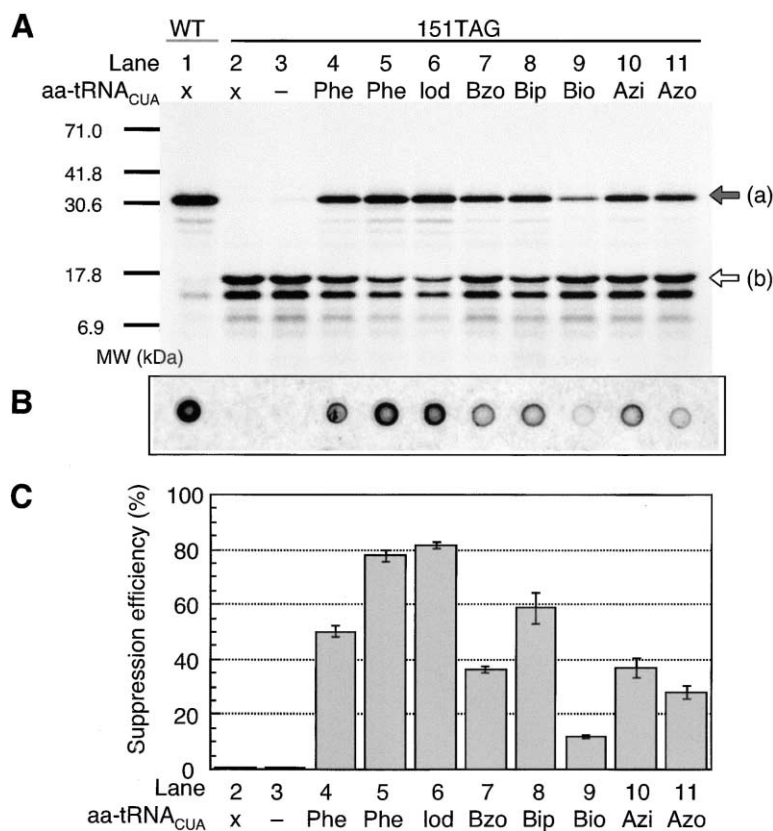 A
WT 151TAG
Lane 1 2 3 4 5 6 7 8 9 10 11
aa-tRNACUA x x – Phe Phe Iod Bzo Bip Bio Azi Azo
71.0
41.8
30.6
17.8
6.9
MW (kDa)
(a)
(b)
B
C
Suppression efficiency (%)
100
80
60
40
20
0
Lane 2 3 4 5 6 7 8 9 10 11
aa-tRNACUA x – Phe Phe Iod Bzo Bip Bio Azi Azo